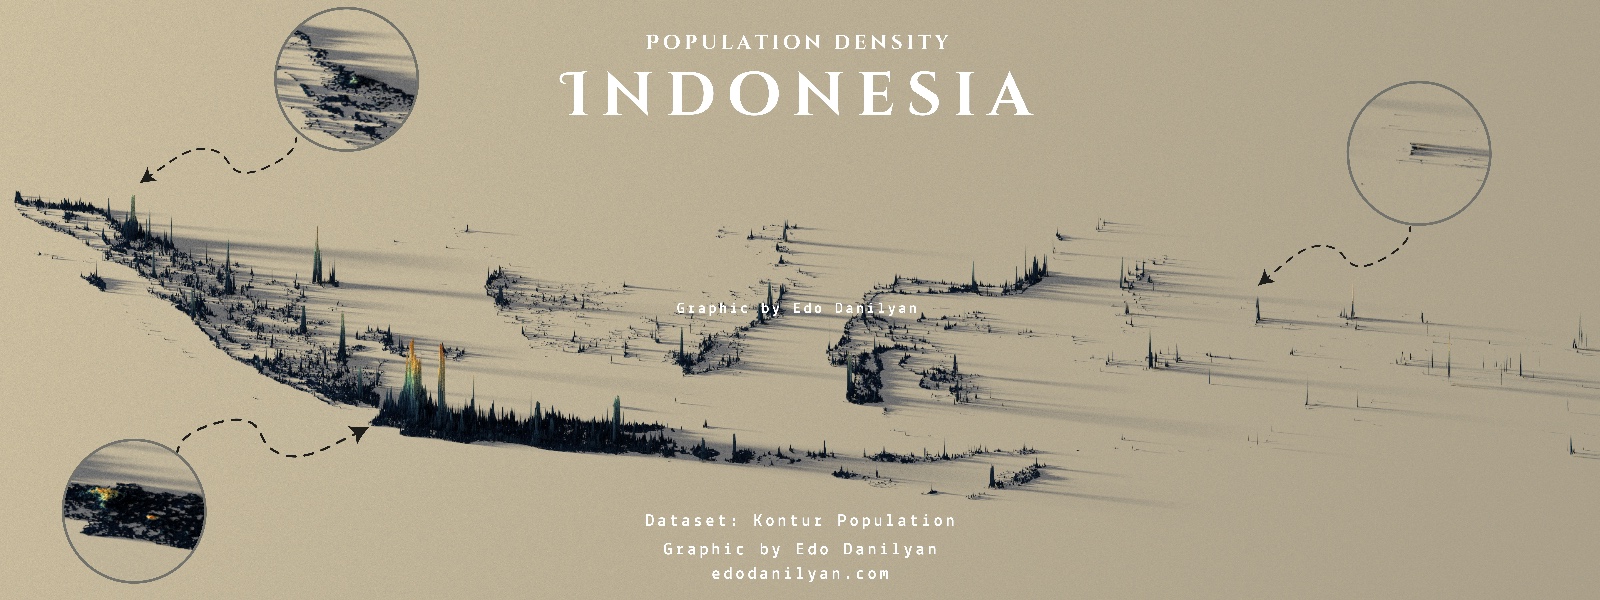 POPULATION DENSITY
INDONESIA
Graphic by Edo Danilyan
Dataset: Kontur Population
Graphic by Edo Danilyan
edodanilyan.com